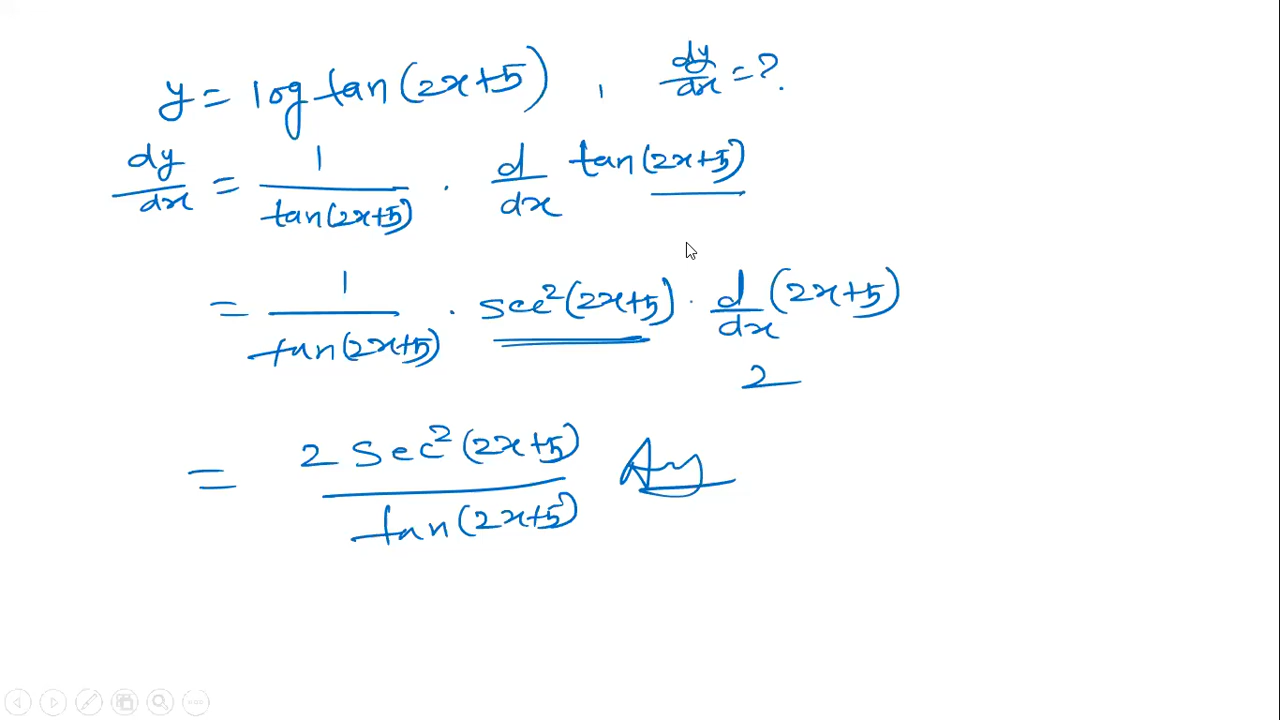 y = log tan(2x+5) , dy/dx = ?
dy/dx = 1/tan(2x+5) · d/dx tan(2x+5)
= 1/tan(2x+5) · sec²(2x+5) · d/dx (2x+5)
2
= 2 Sec²(2x+5)/tan(2x+5) Ans